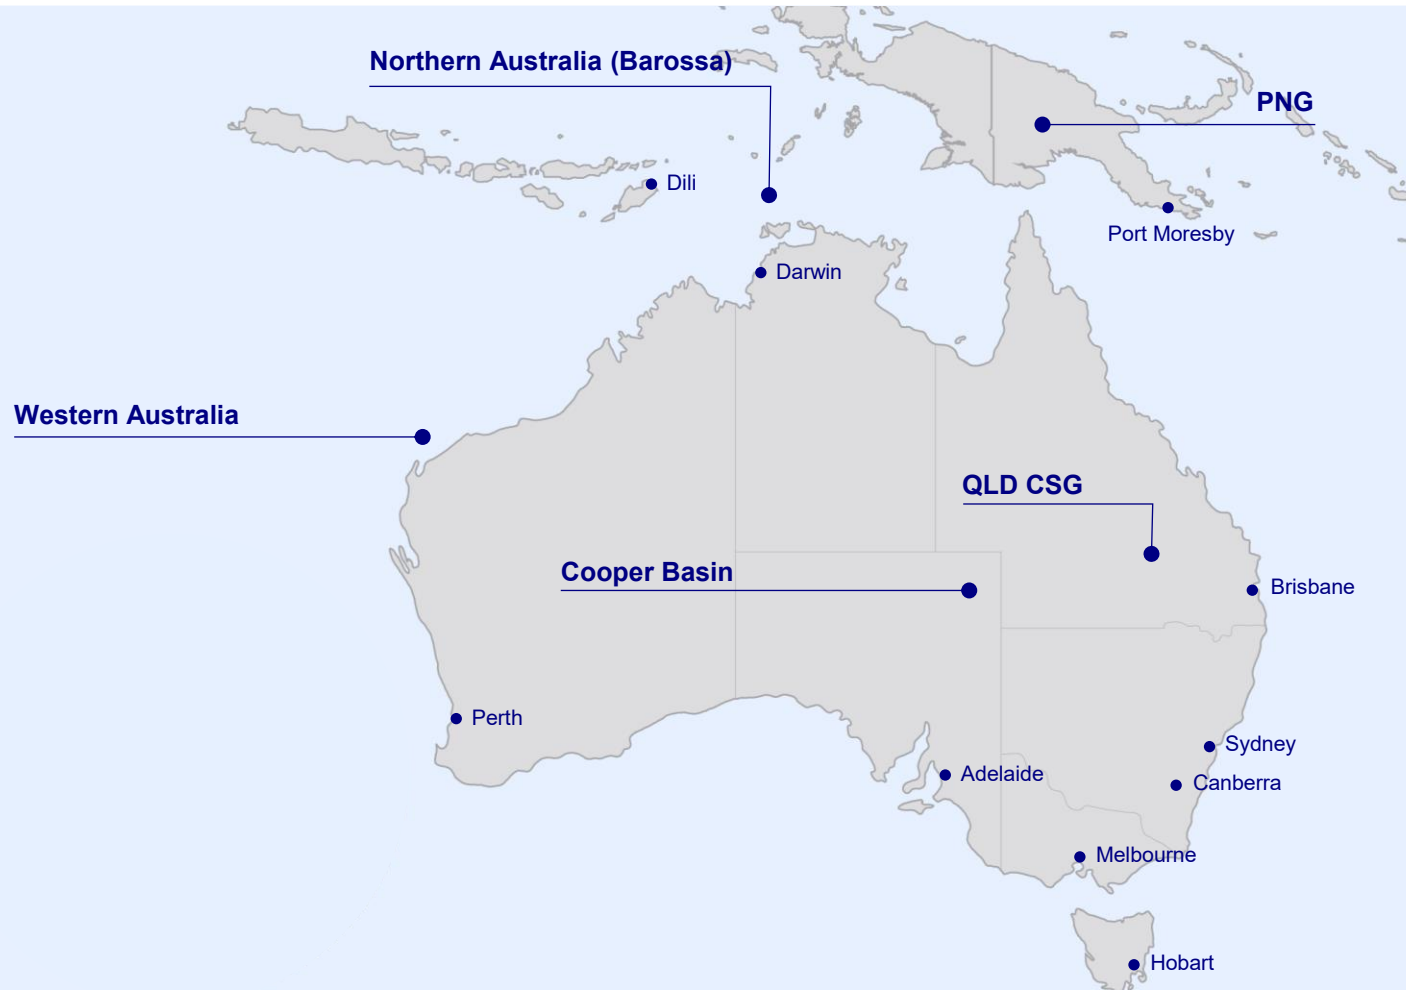 Northern Australia (Barossa)
PNG
Dili
Port Moresby
Darwin
Western Australia
QLD CSG
Cooper Basin
Brisbane
Perth
Sydney
Adelaide
Canberra
Melbourne
Hobart